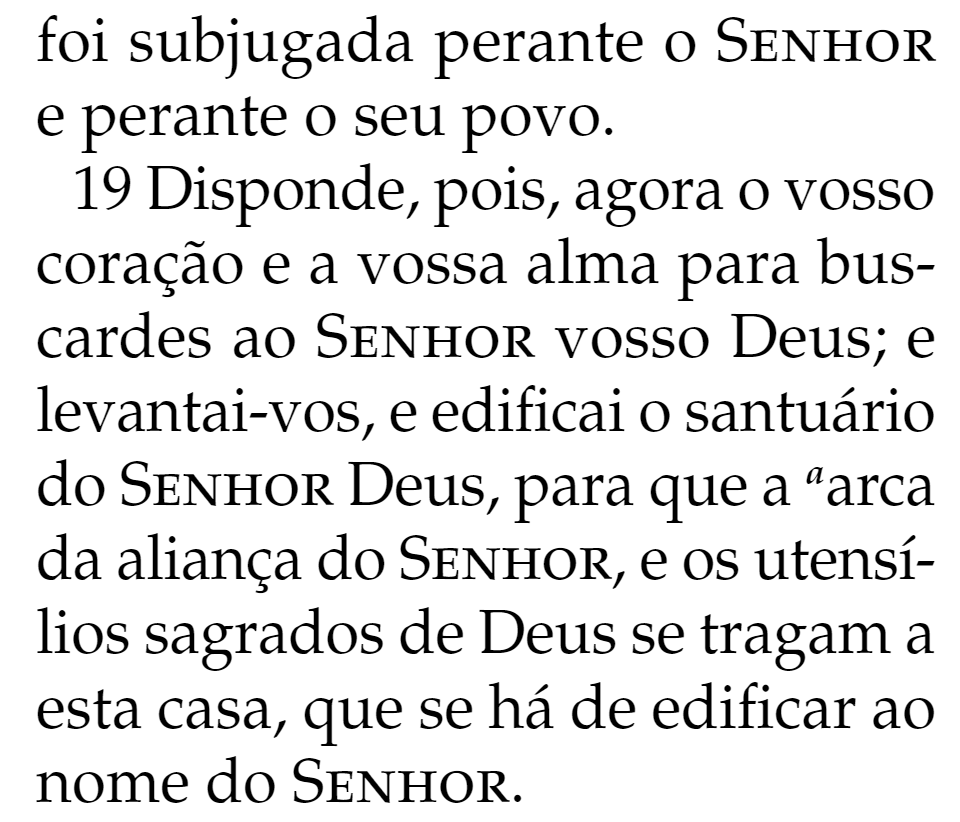 foi subjugada perante o SENHOR
e perante o seu povo.
19 Disponde, pois, agora o vosso
coração e a vossa alma para bus-
cardes ao SENHOR vosso Deus; e
levantai-vos, e edificai o santuário
do SENHOR Deus, para que a ᵃarca
da aliança do SENHOR, e os utensí-
lios sagrados de Deus se tragam a
esta casa, que se há de edificar ao
nome do SENHOR.